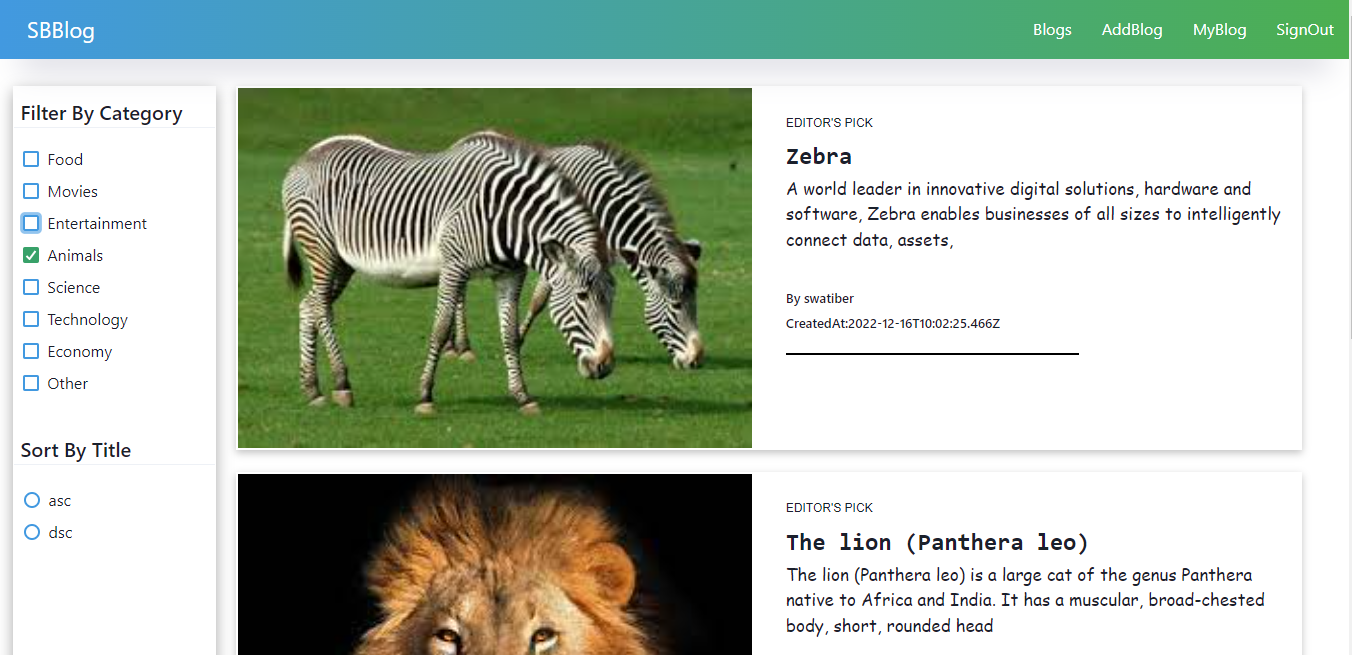 SBBlog
Blogs
AddBlog
MyBlog
SignOut
Filter By Category
Food
Movies
Entertainment
Animals
Science
Technology
Economy
Other
Sort By Title
asc
dsc
EDITOR'S PICK
Zebra
A world leader in innovative digital solutions, hardware and
software, Zebra enables businesses of all sizes to intelligently
connect data, assets,
By swatiber
CreatedAt:2022-12-16T10:02:25.466Z
EDITOR'S PICK
The lion (Panthera leo)
The lion (Panthera leo) is a large cat of the genus Panthera
native to Africa and India. It has a muscular, broad-chested
body, short, rounded head